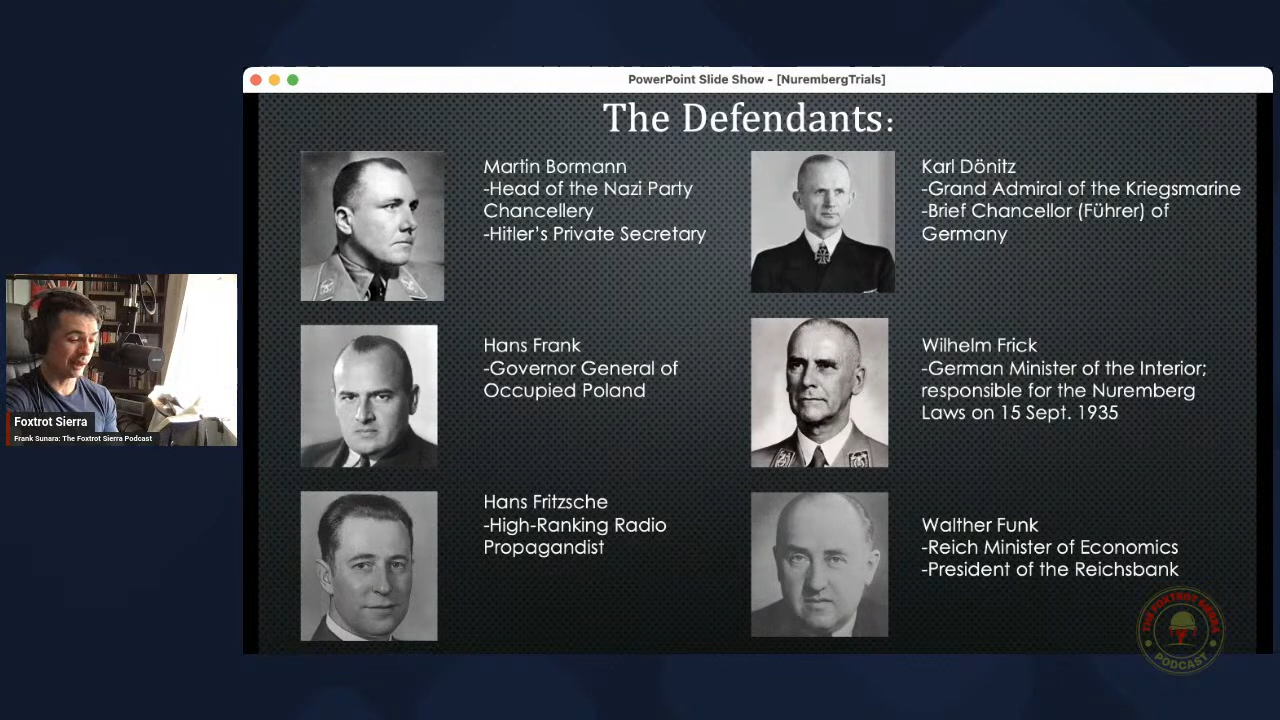 PowerPoint Slide Show - [NurembergTrials]
The Defendants:
Martin Bormann
-Head of the Nazi Party
Chancellery
-Hitler's Private Secretary
Karl Dönitz
-Grand Admiral of the Kriegsmarine
-Brief Chancellor (Führer) of
Germany
Hans Frank
-Governor General of
Occupied Poland
Wilhelm Frick
-German Minister of the Interior;
responsible for the Nuremberg
Laws on 15 Sept. 1935
Hans Fritzsche
-High-Ranking Radio
Propagandist
Walther Funk
-Reich Minister of Economics
-President of the Reichsbank
Foxtrot Sierra
Frank Sunara: The Foxtrot Sierra Podcast
THE FOXTROT SIERRA
PODCAST